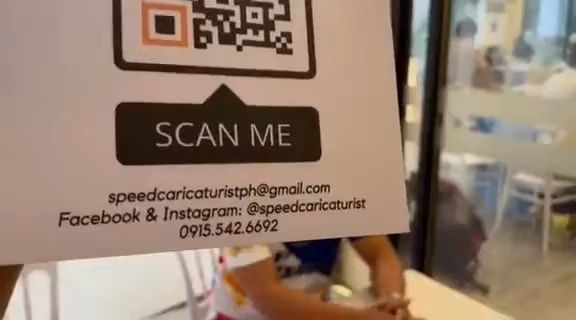 SCAN ME
speedcaricaturistph@gmail.com
Facebook & Instagram: @speedcaricaturist
0915.542.6692